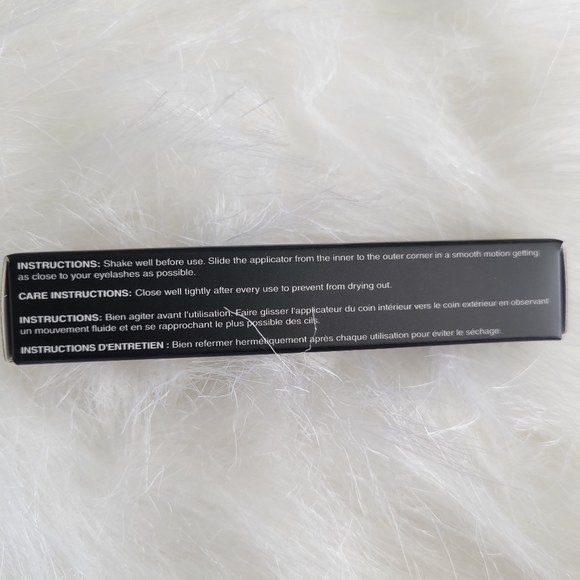 INSTRUCTIONS: Shake well before use. Slide the applicator from the inner to the outer corner in a smooth motion getting
as close to your eyelashes as possible.
CARE INSTRUCTIONS: Close well tightly after every use to prevent from drying out.
INSTRUCTIONS: Bien agiter avant l'utilisation. Faire glisser l'applicateur du coin intérieur vers le coin extérieur en observant
un mouvement fluide et en se rapprochant le plus possible des cils.
INSTRUCTIONS D'ENTRETIEN : Bien refermer hermétiquement après chaque utilisation pour éviter le séchage.